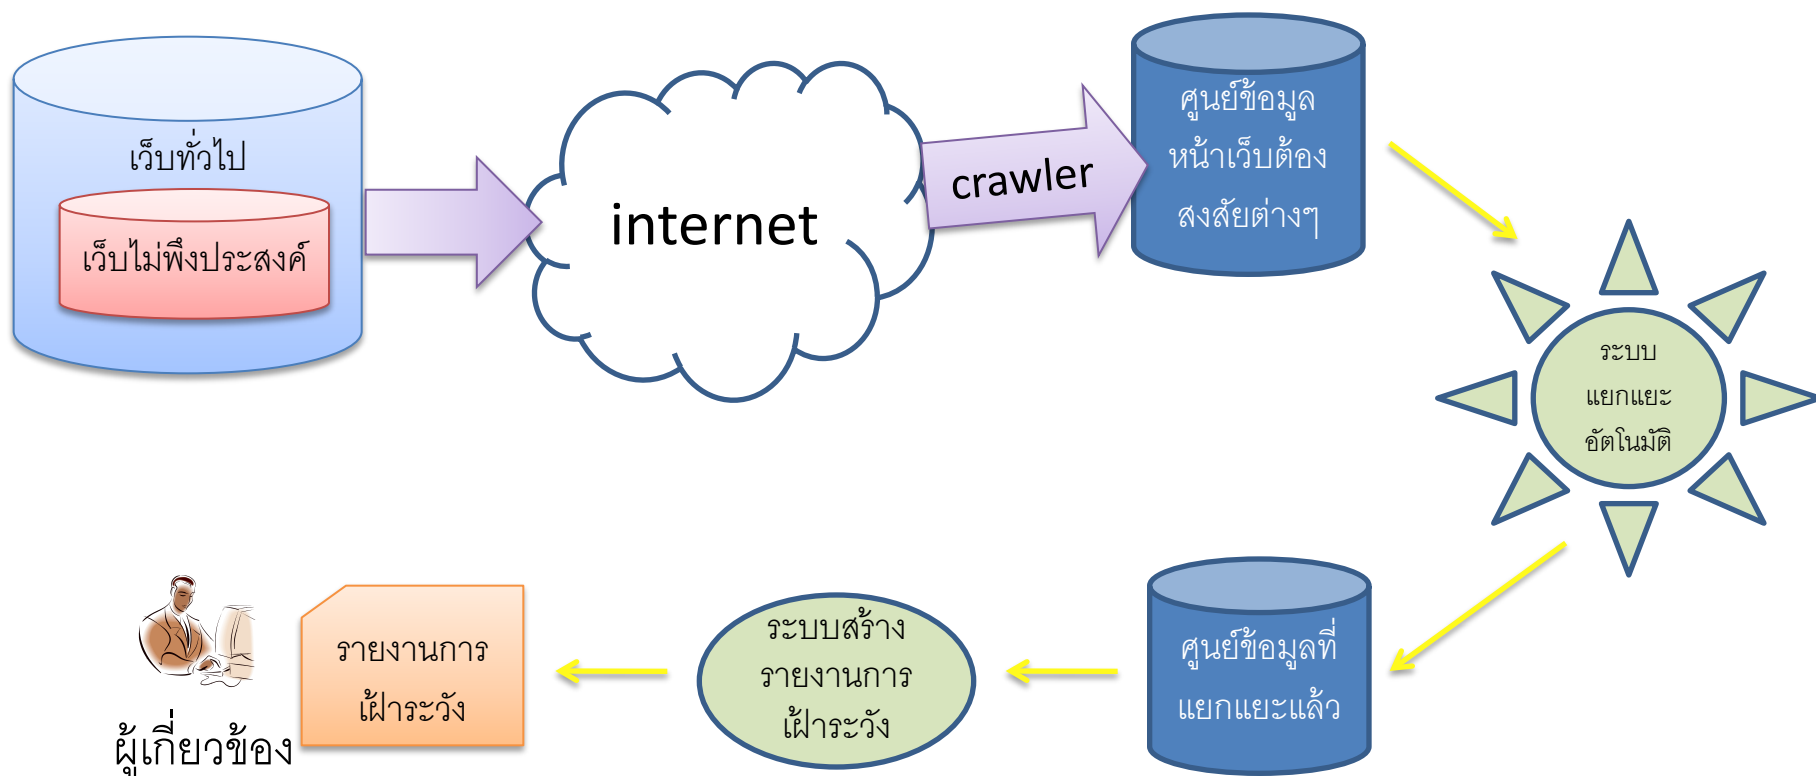 เว็บทั่วไป
เว็บไม่พึงประสงค์
internet
crawler
ศูนย์ข้อมูล
หน้าเว็บต้อง
สงสัยต่างๆ
ระบบ
แยกแยะ
อัตโนมัติ
ศูนย์ข้อมูลที่
แยกแยะแล้ว
ระบบสร้าง
รายงานการ
เฝ้าระวัง
รายงานการ
เฝ้าระวัง
ผู้เกี่ยวข้อง